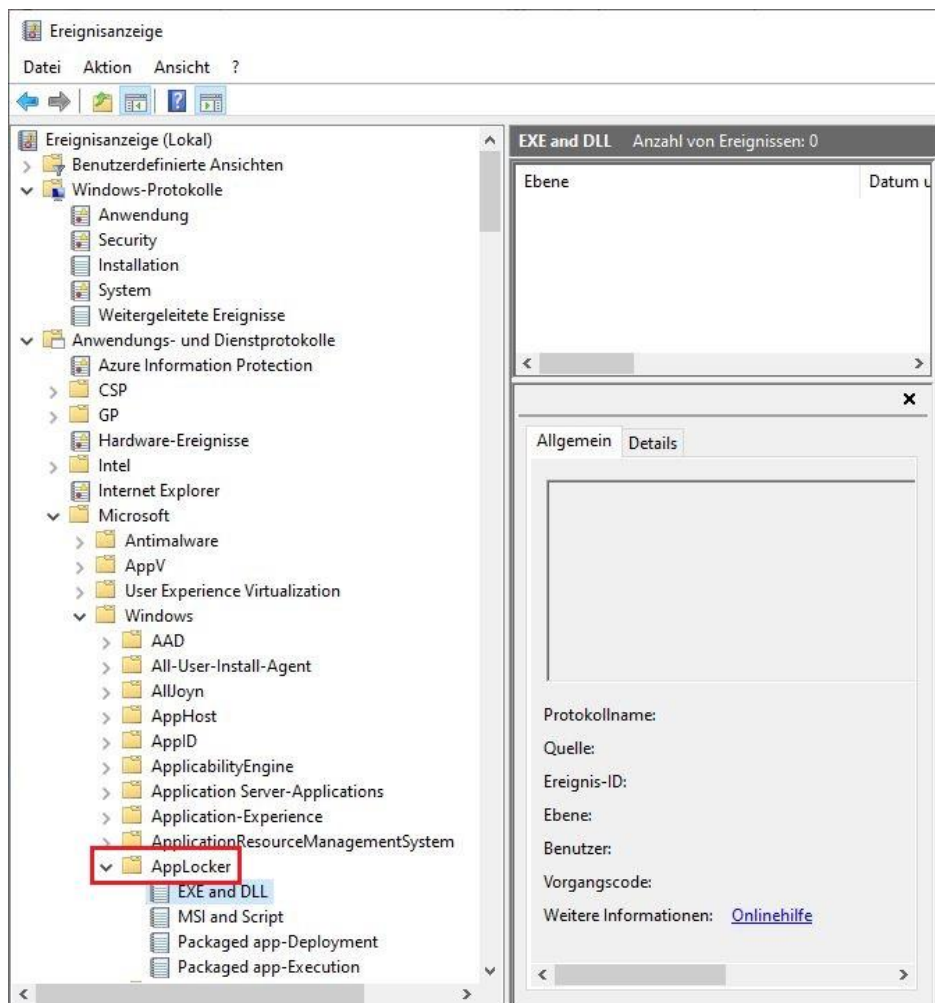 Ereignisanzeige
Datei Aktion Ansicht ?
Ereignisanzeige (Lokal)
Benutzerdefinierte Ansichten
Windows-Protokolle
Anwendung
Security
Installation
System
Weitergeleitete Ereignisse
Anwendungs- und Dienstprotokolle
Azure Information Protection
CSP
GP
Hardware-Ereignisse
Intel
Internet Explorer
Microsoft
Antimalware
AppV
User Experience Virtualization
Windows
AAD
All-User-Install-Agent
AllJoyn
AppHost
AppID
ApplicabilityEngine
Application Server-Applications
Application-Experience
ApplicationResourceManagementSystem
AppLocker
EXE and DLL
MSI and Script
Packaged app-Deployment
Packaged app-Execution
EXE and DLL Anzahl von Ereignissen: 0
Ebene Datum u
Allgemein Details
Protokollname:
Quelle:
Ereignis-ID:
Ebene:
Benutzer:
Vorgangscode:
Weitere Informationen: Onlinehilfe